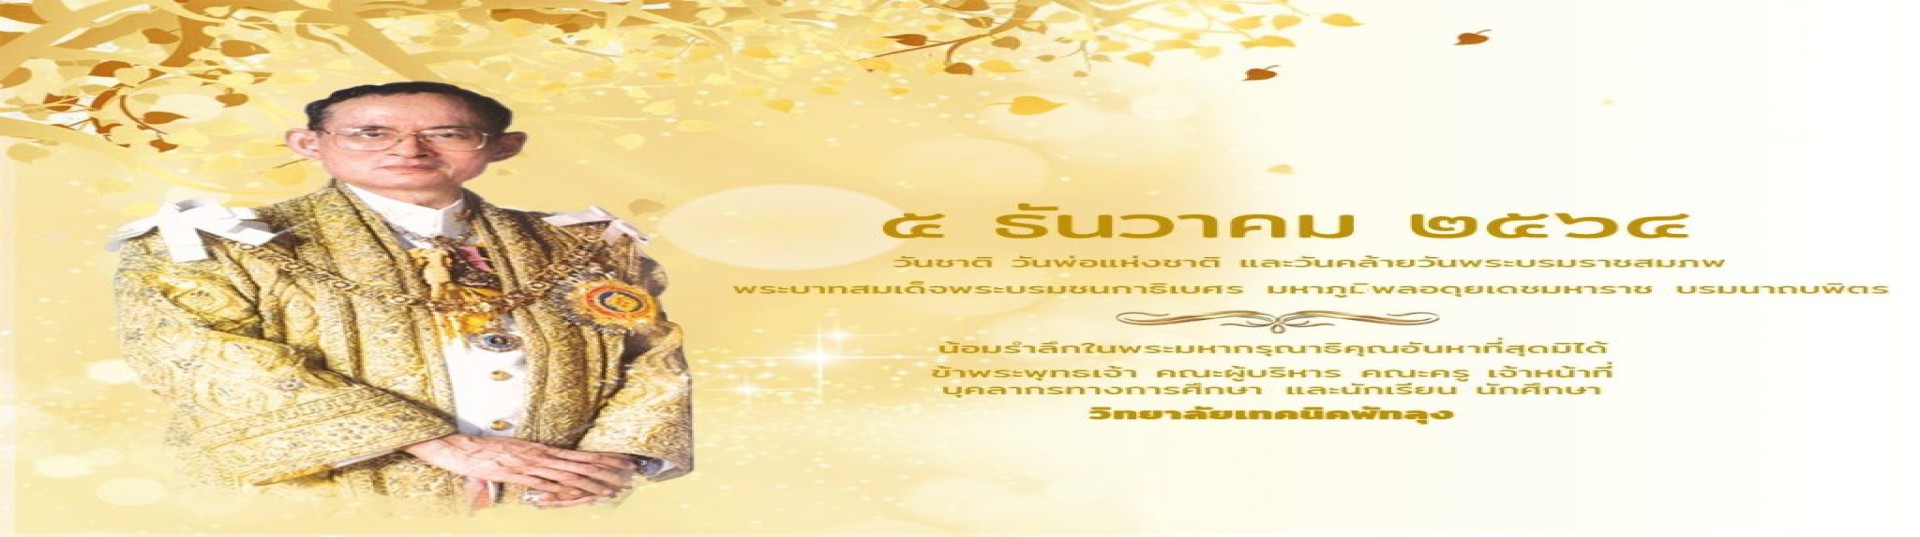 ๕ ธันวาคม ๒๕๖๔
วันชาติ วันพ่อแห่งชาติ และวันคล้ายวันพระบรมราชสมภพ
พระบาทสมเด็จพระบรมชนกาธิเบศร มหาภูมิพลอดุยเดชมหาราช บรมนาถบพิตร
น้อมรำลึกในพระมหากรุณาธิคุณอันหาที่สุดมิได้
ข้าพระพุทธเจ้า คณะผู้บริหาร คณะครู เจ้าหน้าที่
บุคลากรทางการศึกษา และนักเรียน นักศึกษา
วิทยาลัยเทคนิคพัทลุง